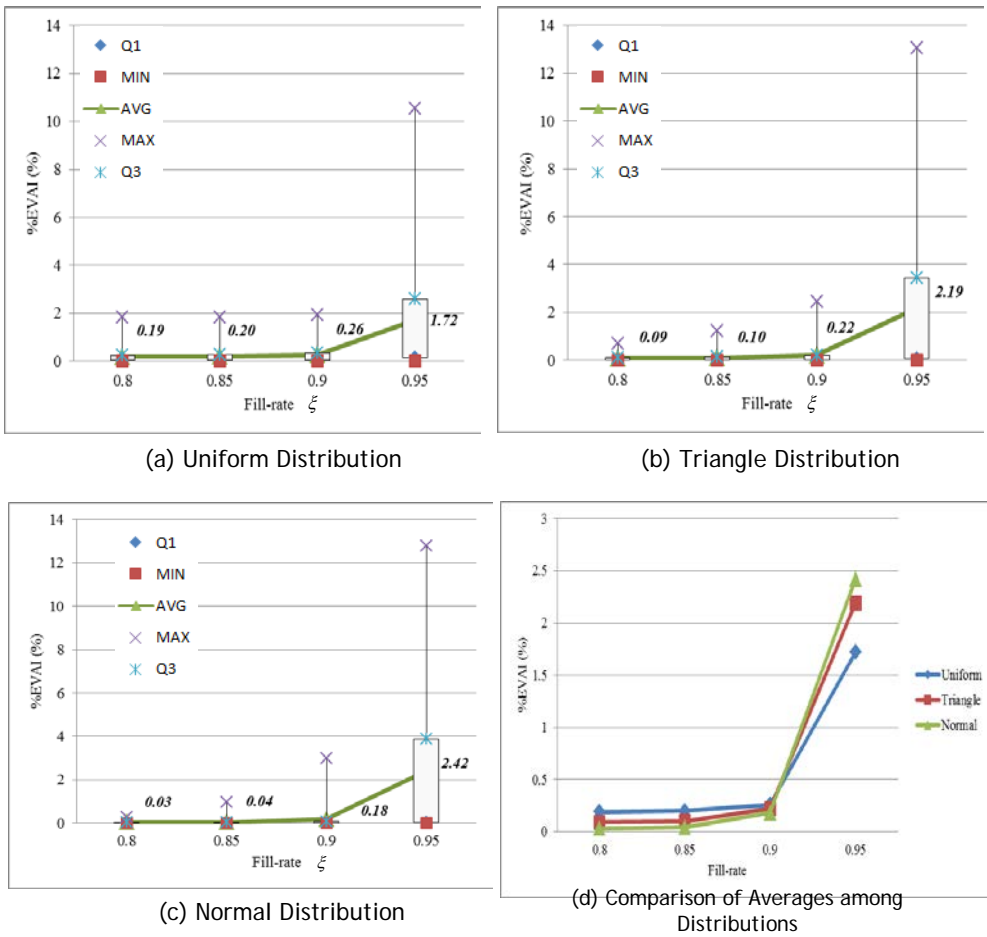 14
12
10
8
6
4
2
0
%EVAI (%)
Q1
MIN
AVG
MAX
Q3
0.19
0.20
0.26
1.72
0.8
0.85
0.9
0.95
Fill-rate ξ
(a) Uniform Distribution
14
12
10
8
6
4
2
0
%EVAI (%)
Q1
MIN
AVG
MAX
Q3
0.09
0.10
0.22
2.19
0.8
0.85
0.9
0.95
Fill-rate ξ
(b) Triangle Distribution
14
12
10
8
6
4
2
0
%EVAI (%)
Q1
MIN
AVG
MAX
Q3
0.03
0.04
0.18
2.42
0.8
0.85
0.9
0.95
Fill-rate ξ
(c) Normal Distribution
3
2.5
2
1.5
1
0.5
0
%EVAI (%)
Uniform
Triangle
Normal
0.8
0.85
0.9
0.95
Fill-rate
(d) Comparison of Averages among
Distributions